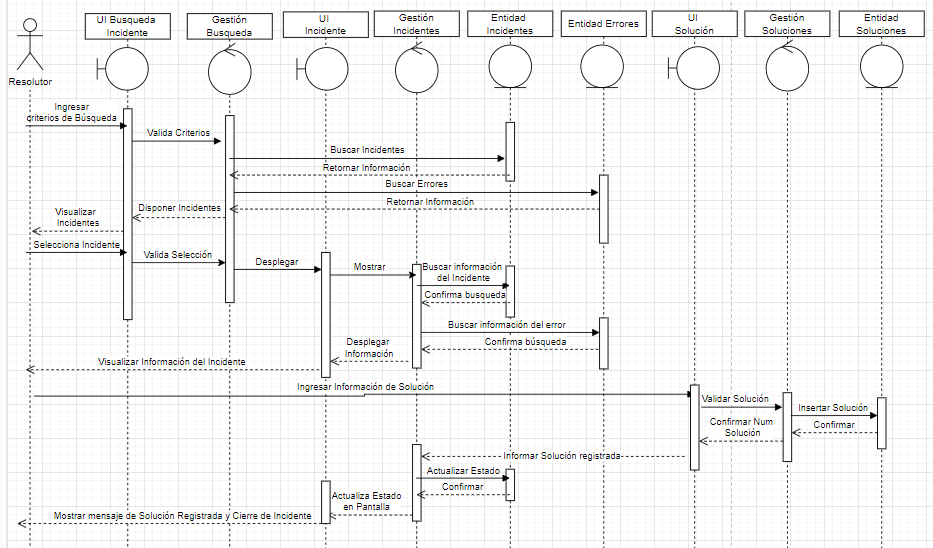 UI Busqueda
Incidente
Gestión
Busqueda
UI
Incidente
Gestión
Incidentes
Entidad
Incidentes
Entidad Errores
UI
Solución
Gestión
Soluciones
Entidad
Soluciones
Resolutor
Ingresar
criterios de Búsqueda
Valida Criterios
Buscar Incidentes
Retornar Información
Buscar Errores
Retornar Información
Disponer Incidentes
Visualizar
Incidentes
Selecciona Incidente
Valida Selección
Desplegar
Mostrar
Buscar información
del Incidente
Confirma busqueda
Buscar información del error
Confirma búsqueda
Desplegar
Información
Visualizar Información del Incidente
Ingresar Información de Solución
Validar Solución
Insertar Solución
Confirmar
Confirmar Num
Solución
Informar Solución registrada
Actualizar Estado
Confirmar
Actualiza Estado
en Pantalla
Mostrar mensaje de Solución Registrada y Cierre de Incidente